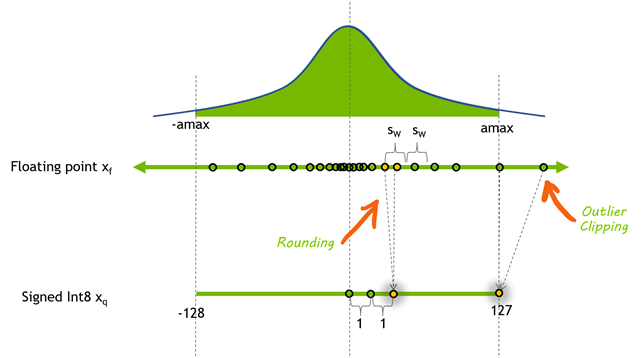 -amax
amax
s_w s_w
Floating point x_f
Rounding
Outlier
Clipping
Signed Int8 x_q
-128
127
1 1